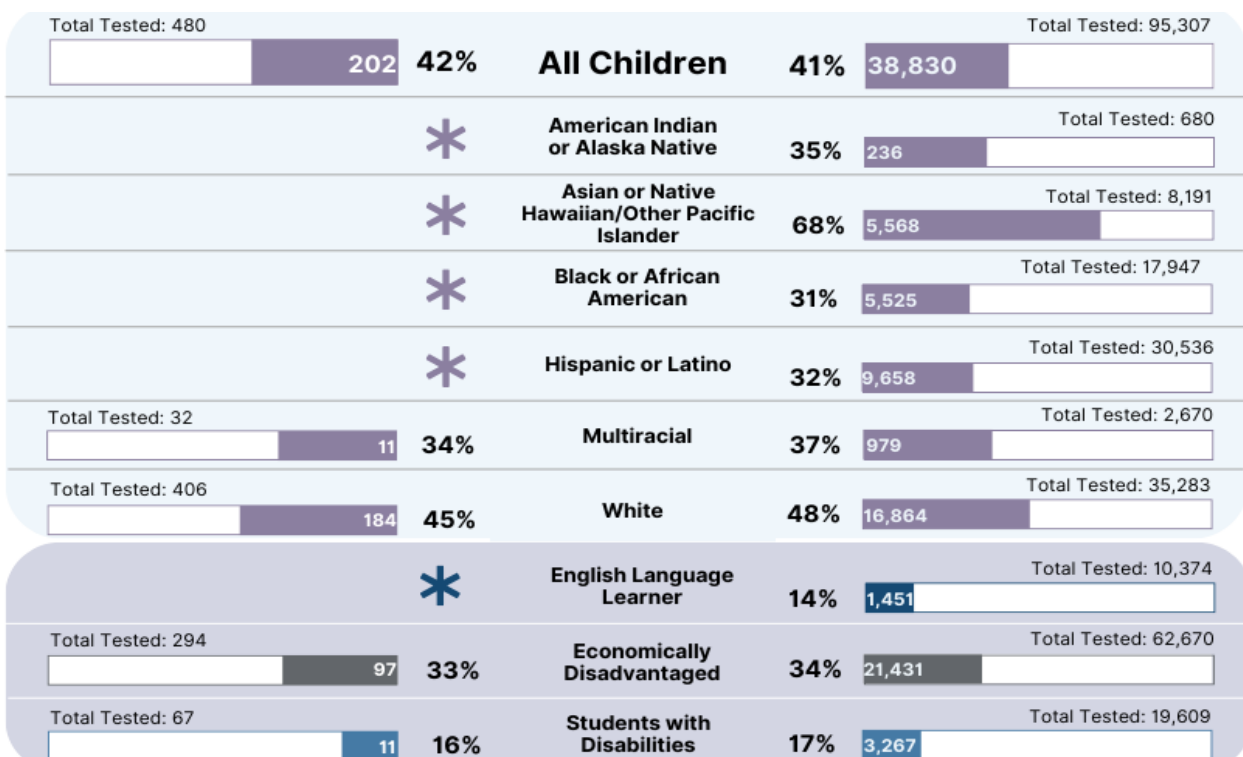 Total Tested: 480
Total Tested: 95,307
202 42% All Children 41% 38,830
Total Tested: 680
American Indian
or Alaska Native
* 35% 236
Total Tested: 8,191
Asian or Native
Hawaiian/Other Pacific
Islander
* 68% 5,568
Total Tested: 17,947
Black or African
American
* 31% 5,525
Total Tested: 30,536
* Hispanic or Latino 32% 9,658
Total Tested: 32
Total Tested: 2,670
11 34% Multiracial 37% 979
Total Tested: 406
Total Tested: 35,283
184 45% White 48% 16,864
Total Tested: 10,374
English Language
Learner
* 14% 1,451
Total Tested: 294
Total Tested: 62,670
Economically
Disadvantaged
97 33% 34% 21,431
Total Tested: 67
Total Tested: 19,609
Students with
Disabilities
11 16% 17% 3,267